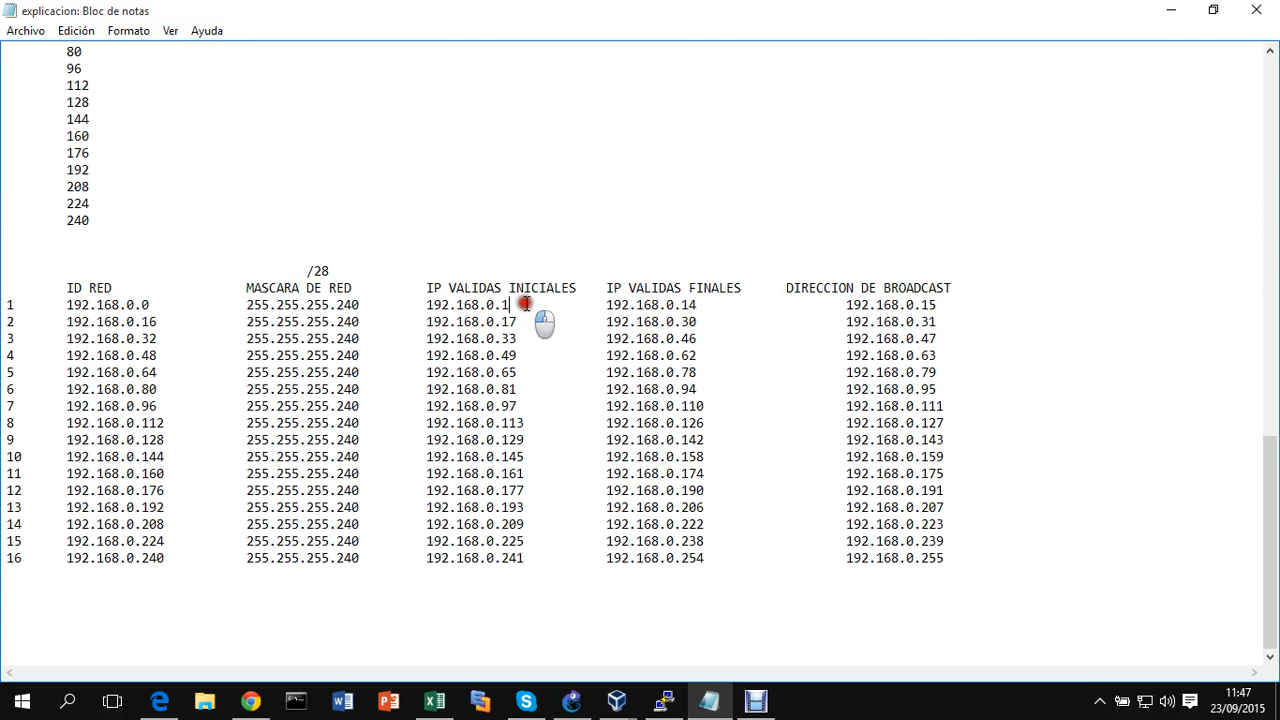 explicacion: Bloc de notas
Archivo Edición Formato Ver Ayuda
80
96
112
128
144
160
176
192
208
224
240
/28
ID RED MASCARA DE RED IP VALIDAS INICIALES IP VALIDAS FINALES DIRECCION DE BROADCAST
1 192.168.0.0 255.255.255.240 192.168.0.1 192.168.0.14 192.168.0.15
2 192.168.0.16 255.255.255.240 192.168.0.17 192.168.0.30 192.168.0.31
3 192.168.0.32 255.255.255.240 192.168.0.33 192.168.0.46 192.168.0.47
4 192.168.0.48 255.255.255.240 192.168.0.49 192.168.0.62 192.168.0.63
5 192.168.0.64 255.255.255.240 192.168.0.65 192.168.0.78 192.168.0.79
6 192.168.0.80 255.255.255.240 192.168.0.81 192.168.0.94 192.168.0.95
7 192.168.0.96 255.255.255.240 192.168.0.97 192.168.0.110 192.168.0.111
8 192.168.0.112 255.255.255.240 192.168.0.113 192.168.0.126 192.168.0.127
9 192.168.0.128 255.255.255.240 192.168.0.129 192.168.0.142 192.168.0.143
10 192.168.0.144 255.255.255.240 192.168.0.145 192.168.0.158 192.168.0.159
11 192.168.0.160 255.255.255.240 192.168.0.161 192.168.0.174 192.168.0.175
12 192.168.0.176 255.255.255.240 192.168.0.177 192.168.0.190 192.168.0.191
13 192.168.0.192 255.255.255.240 192.168.0.193 192.168.0.206 192.168.0.207
14 192.168.0.208 255.255.255.240 192.168.0.209 192.168.0.222 192.168.0.223
15 192.168.0.224 255.255.255.240 192.168.0.225 192.168.0.238 192.168.0.239
16 192.168.0.240 255.255.255.240 192.168.0.241 192.168.0.254 192.168.0.255
11:47
23/09/2015